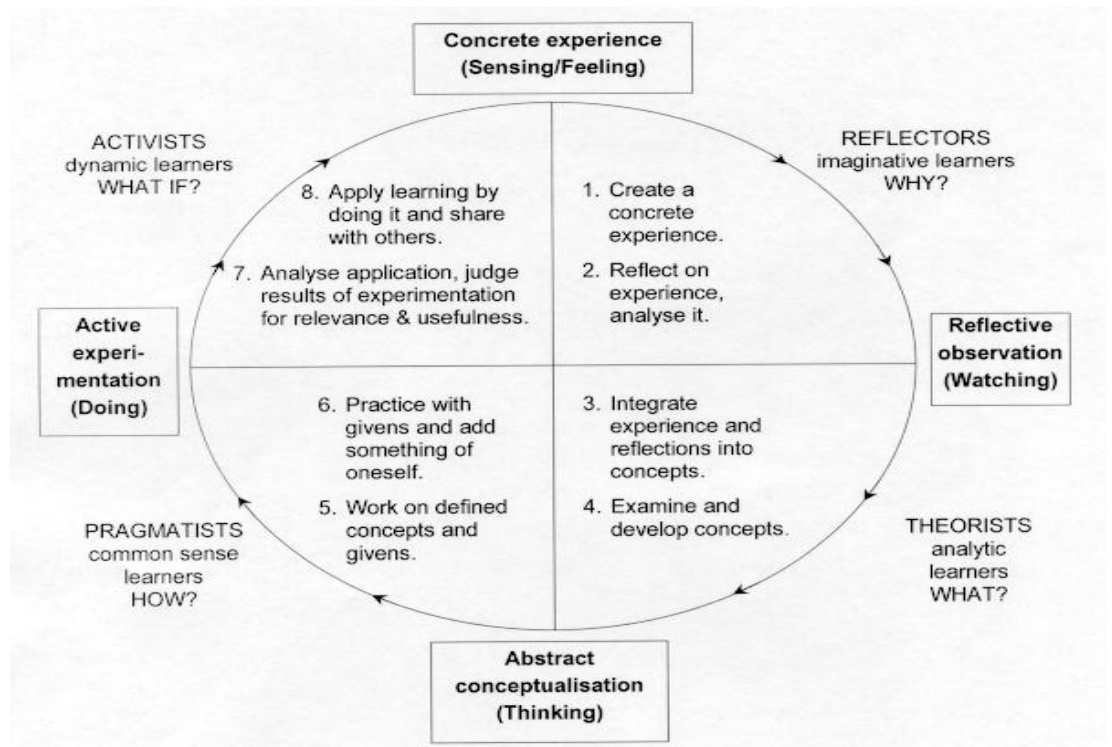 Concrete experience
(Sensing/Feeling)
ACTIVISTS
dynamic learners
WHAT IF?
REFLECTORS
imaginative learners
WHY?
8. Apply learning by
doing it and share
with others.
7. Analyse application, judge
results of experimentation
for relevance & usefulness.
1. Create a
concrete
experience.
2. Reflect on
experience,
analyse it.
Active
experi-
mentation
(Doing)
Reflective
observation
(Watching)
6. Practice with
givens and add
something of
oneself.
5. Work on defined
concepts and
givens.
3. Integrate
experience and
reflections into
concepts.
4. Examine and
develop concepts.
PRAGMATISTS
common sense
learners
HOW?
THEORISTS
analytic
learners
WHAT?
Abstract
conceptualisation
(Thinking)